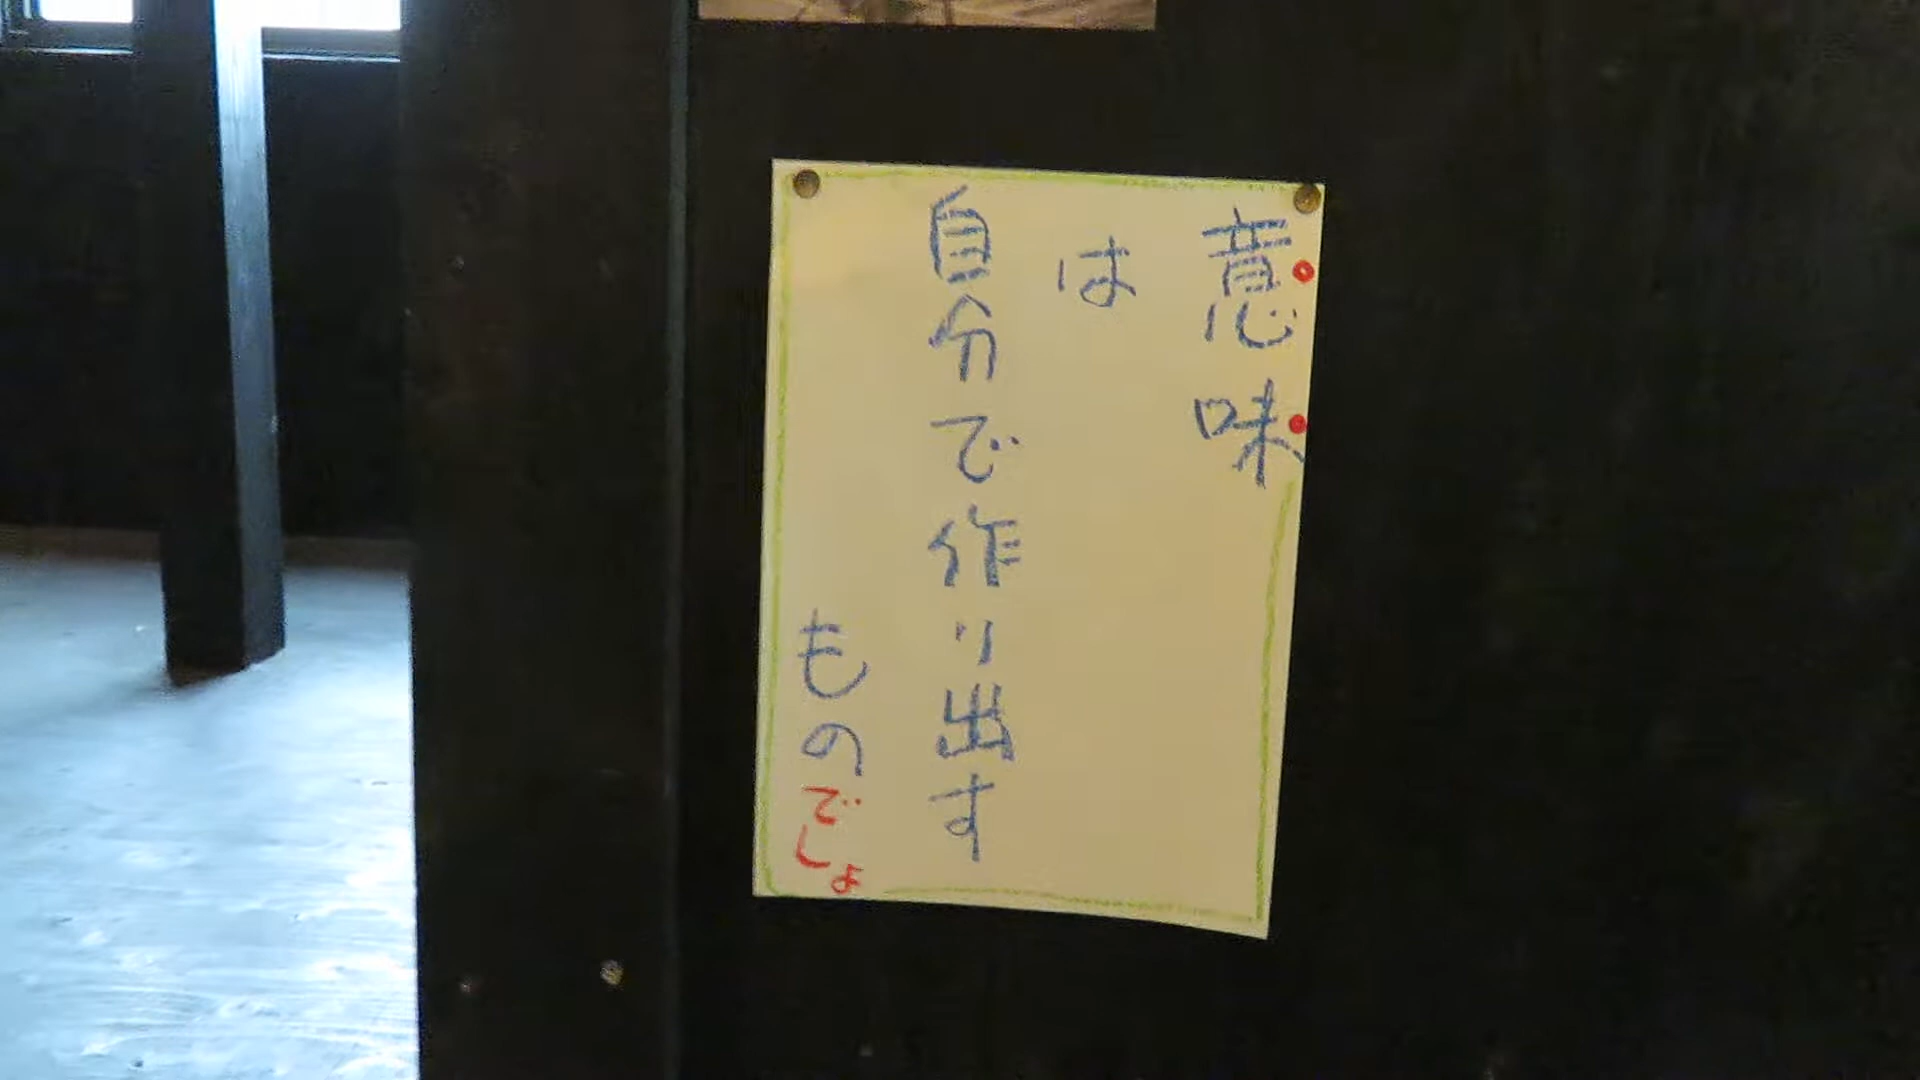 意味
は
自分で作り出す
ものでしょ